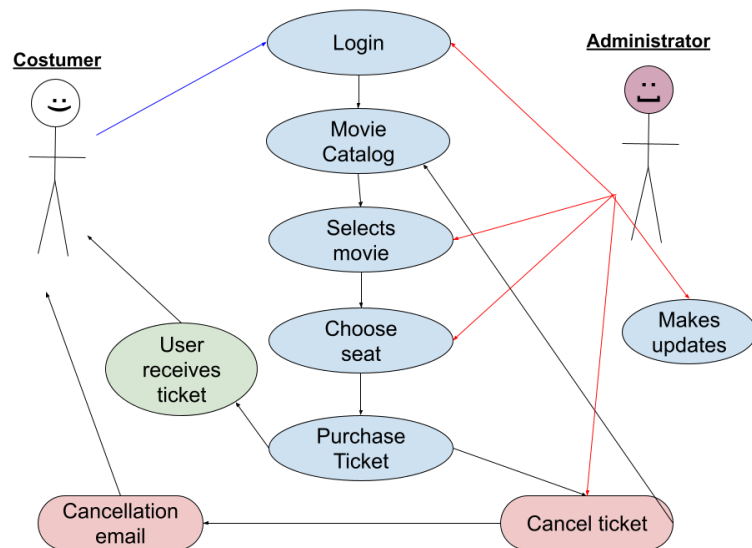 Login
Administrator
Costumer
Movie
Catalog
Selects
movie
Choose
seat
Makes
updates
User
receives
ticket
Purchase
Ticket
Cancellation
email
Cancel ticket